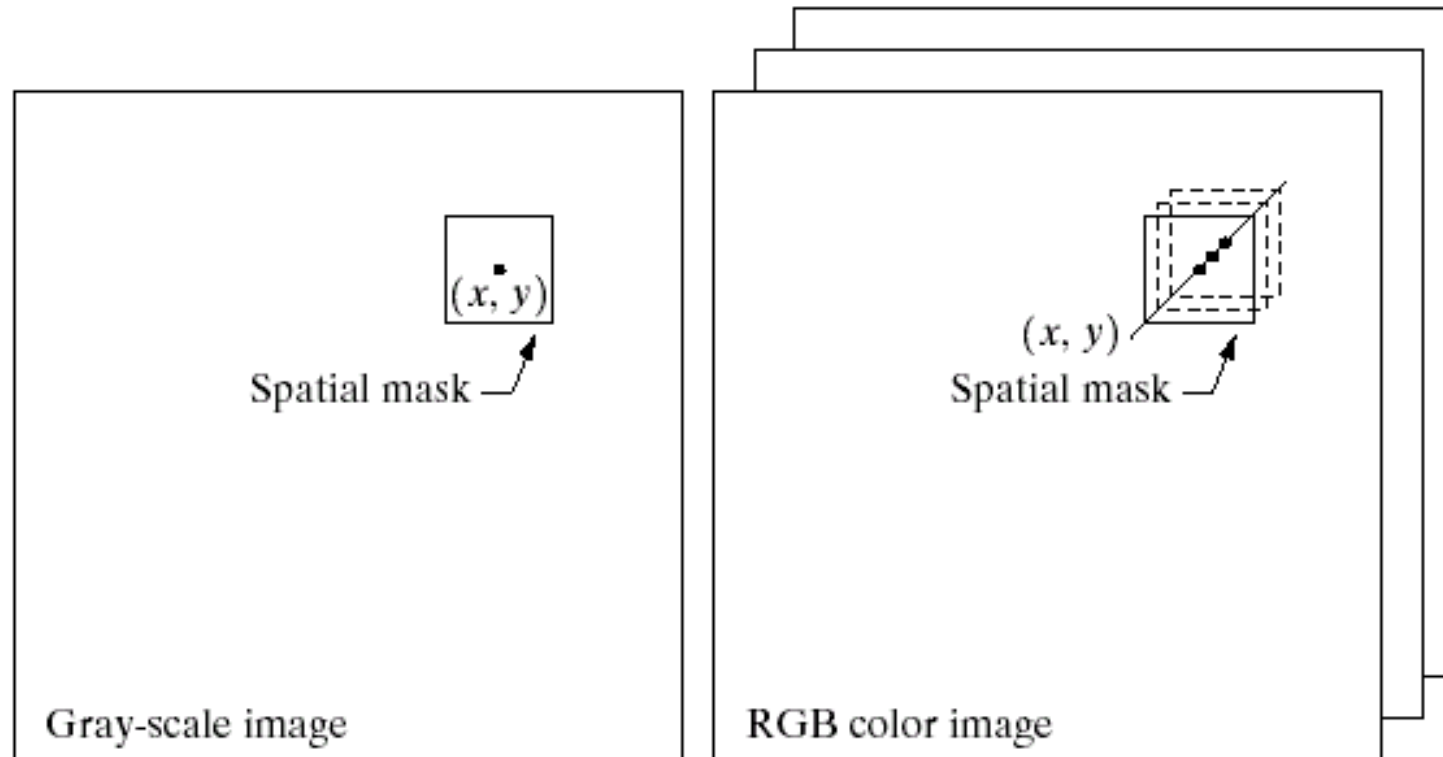 (x, y)
Spatial mask
Gray-scale image
(x, y)
Spatial mask
RGB color image